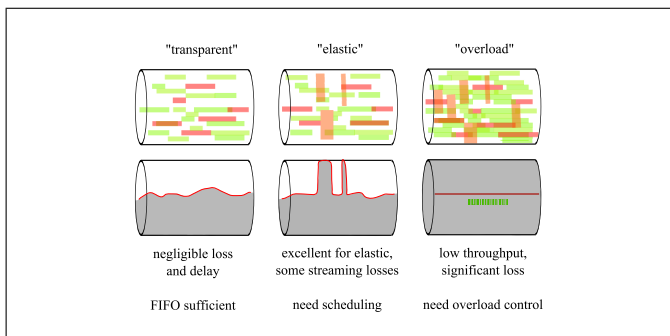 "transparent"
"elastic"
"overload"
negligible loss
and delay
excellent for elastic,
some streaming losses
low throughput,
significant loss
FIFO sufficient
need scheduling
need overload control